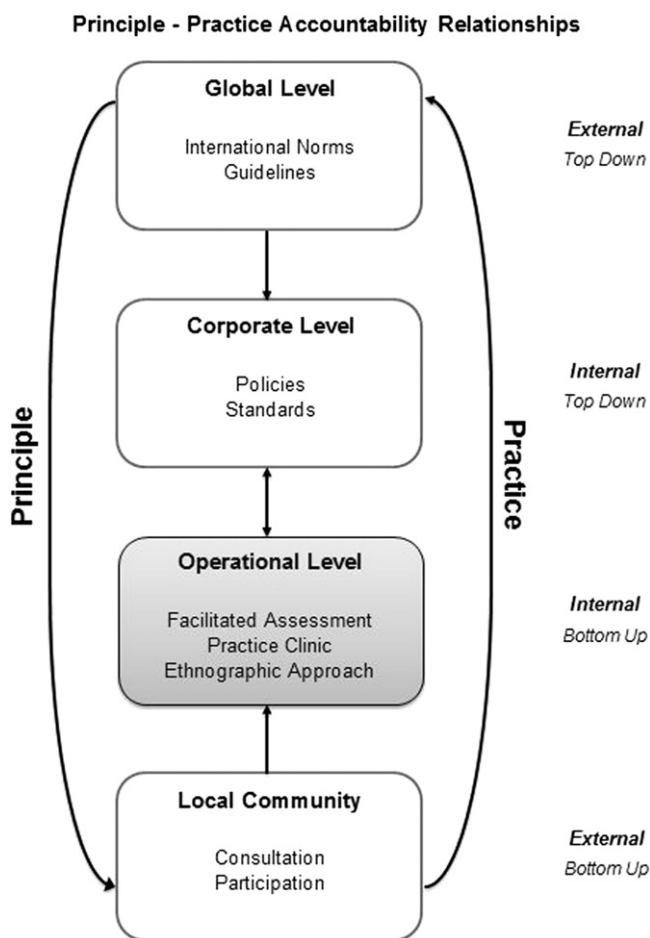 Principle - Practice Accountability Relationships
Global Level
International Norms
Guidelines
External
Top Down
Corporate Level
Policies
Standards
Internal
Top Down
Principle
Practice
Operational Level
Facilitated Assessment
Practice Clinic
Ethnographic Approach
Internal
Bottom Up
Local Community
Consultation
Participation
External
Bottom Up